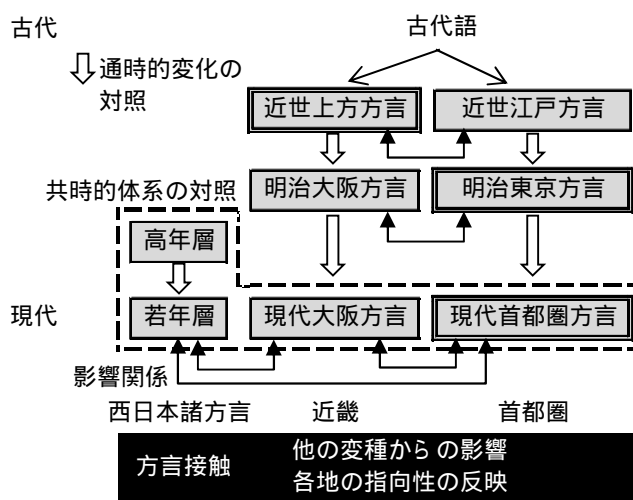 古代
古代語
通時的変化の
対照
近世上方方言
近世江戸方言
共時的体系の対照
明治大阪方言
明治東京方言
高年層
現代
若年層
現代大阪方言
現代首都圏方言
影響関係
西日本諸方言
近畿
首都圏
方言接触
他の変種からの影響
各地の指向性の反映